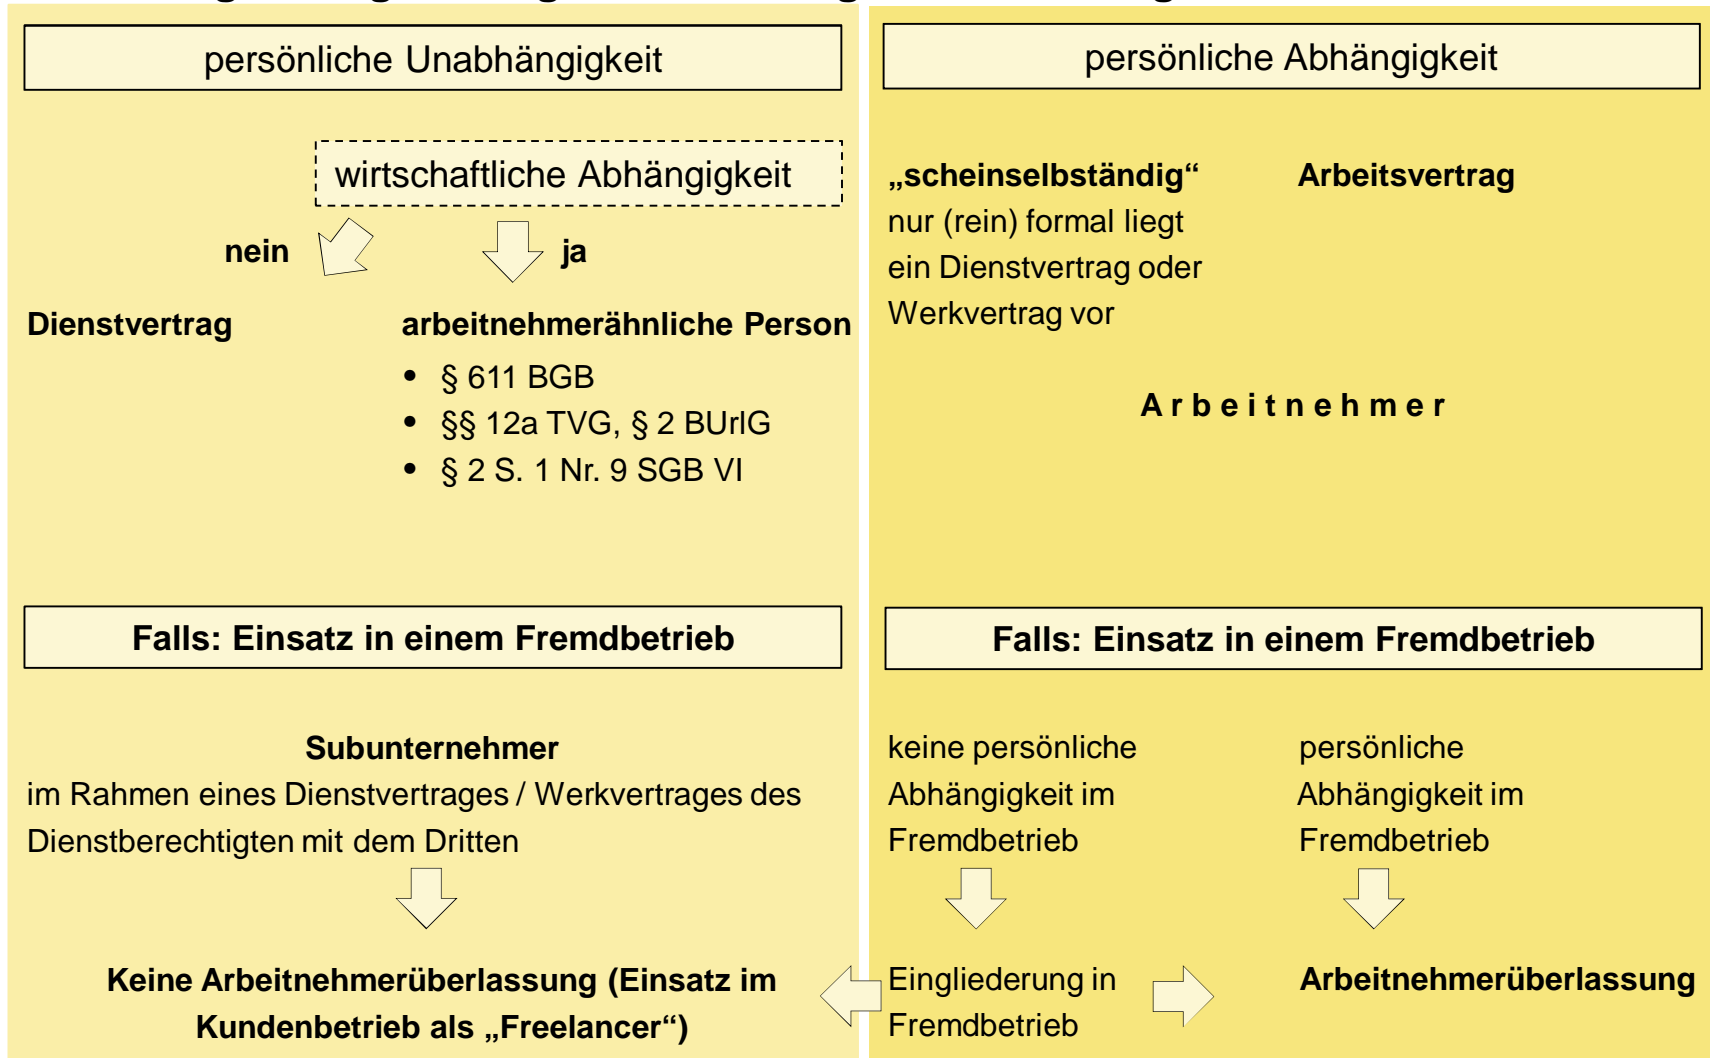 persönliche Unabhängigkeit
wirtschaftliche Abhängigkeit
nein
ja
Dienstvertrag
arbeitnehmerähnliche Person
• § 611 BGB
• §§ 12a TVG, § 2 BUrlG
• § 2 S. 1 Nr. 9 SGB VI
Falls: Einsatz in einem Fremdbetrieb
Subunternehmer
im Rahmen eines Dienstvertrages / Werkvertrages des
Dienstberechtigten mit dem Dritten
Keine Arbeitnehmerüberlassung (Einsatz im
Kundenbetrieb als „Freelancer“)
persönliche Abhängigkeit
„scheinselbständig“
nur (rein) formal liegt
ein Dienstvertrag oder
Werkvertrag vor
Arbeitsvertrag
A r b e i t n e h m e r
Falls: Einsatz in einem Fremdbetrieb
keine persönliche
Abhängigkeit im
Fremdbetrieb
Eingliederung in
Fremdbetrieb
persönliche
Abhängigkeit im
Fremdbetrieb
Arbeitnehmerüberlassung